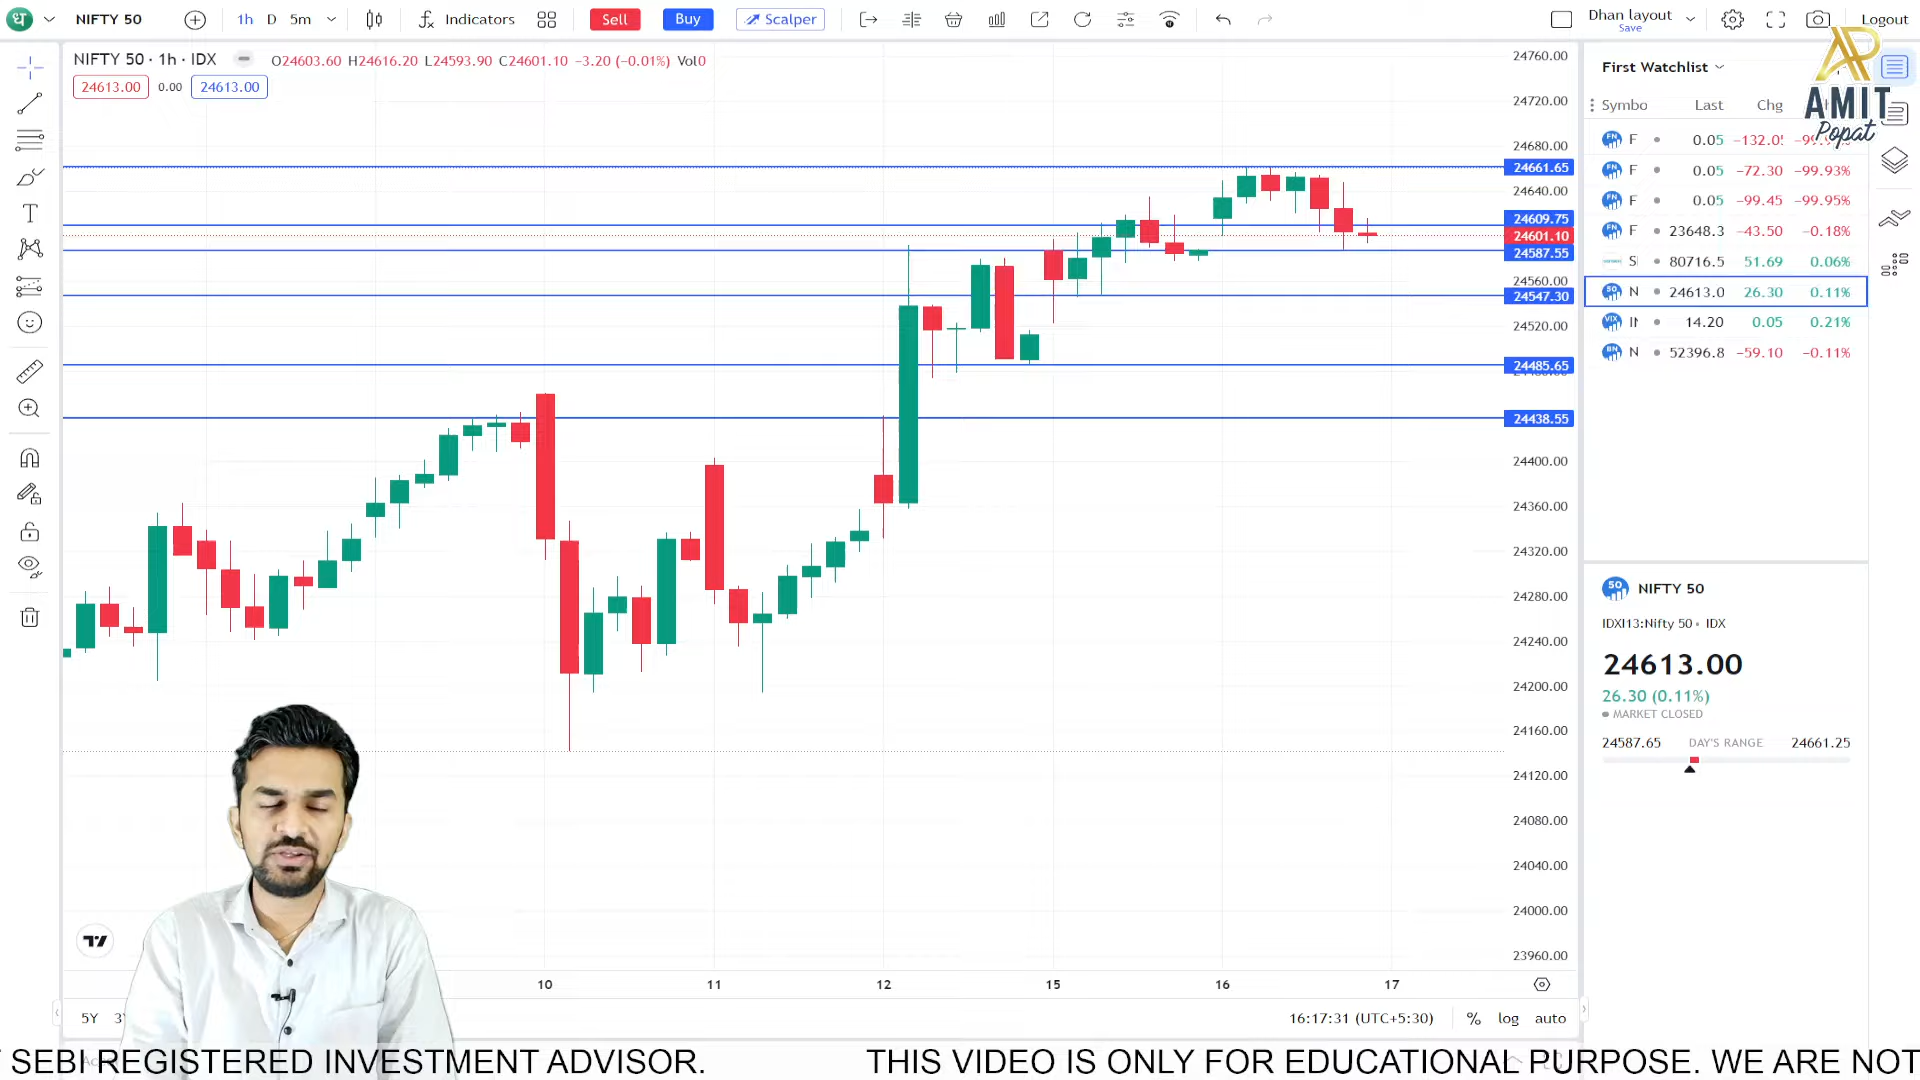 NIFTY 50
1h D 5m
Indicators
Sell
Buy
Scalper
Dhan layout
Save
Logout
NIFTY 50 · 1h · IDX
O24603.60 H24616.20 L24593.90 C24601.10 −3.20 (−0.01%) Vol0
24613.00 0.00 24613.00
24760.00
24720.00
24680.00
24661.65
24640.00
24609.75
24601.10
24587.55
24560.00
24547.30
24520.00
24485.65
24438.55
24400.00
24360.00
24320.00
24280.00
24240.00
24200.00
24160.00
24120.00
24080.00
24040.00
24000.00
23960.00
10 11 12 15 16 17
5Y
16:17:31 (UTC+5:30) % log auto
First Watchlist
Symbo Last Chg
F 0.05 −132.05
F 0.05 −72.30 −99.93%
F 0.05 −99.45 −99.95%
F 23648.3 −43.50 −0.18%
S 80716.5 51.69 0.06%
N 24613.0 26.30 0.11%
14.20 0.05 0.21%
N 52396.8 −59.10 −0.11%
AP
AMIT
Popat
50 NIFTY 50
IDXI13:Nifty 50 • IDX
24613.00
26.30 (0.11%)
MARKET CLOSED
24587.65 DAY'S RANGE 24661.25
SEBI REGISTERED INVESTMENT ADVISOR. THIS VIDEO IS ONLY FOR EDUCATIONAL PURPOSE. WE ARE NOT